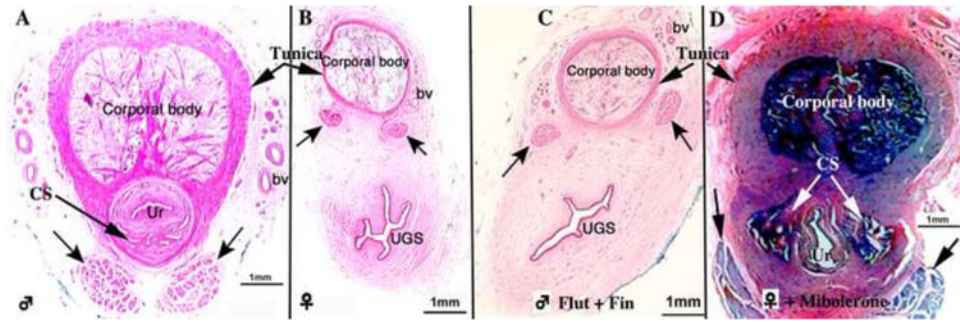 A
Tunica
Corporal body
CS
Ur
bv
1mm
♂
B
Corporal body
bv
UGS
1mm
♀
C
bv
Tunica
Corporal body
UGS
♂ Flut + Fin
1mm
D
Corporal body
CS
1mm
Ur
♀ + Mibolerone